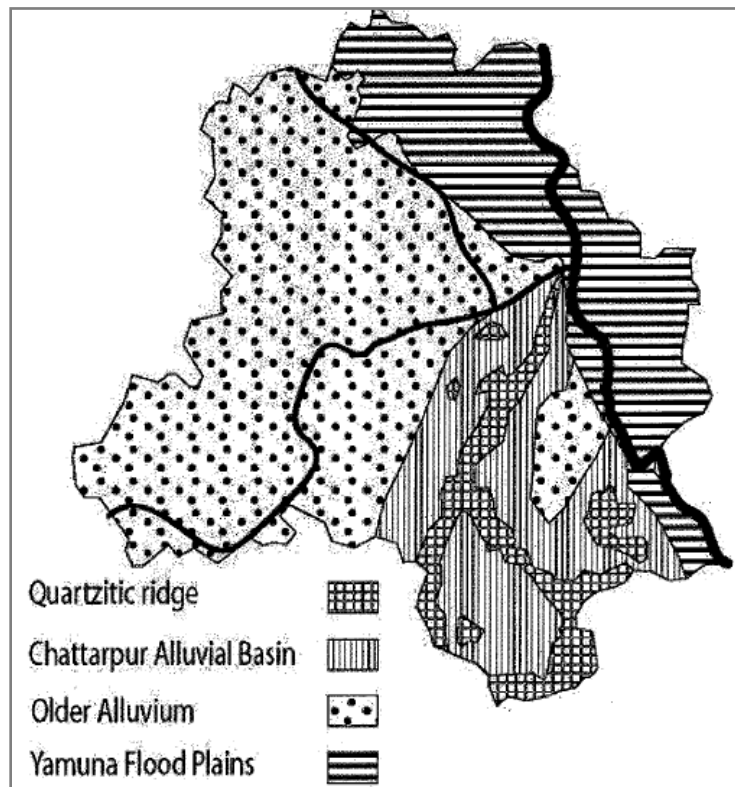 Quartzitic ridge
Chattarpur Alluvial Basin
Older Alluvium
Yamuna Flood Plains